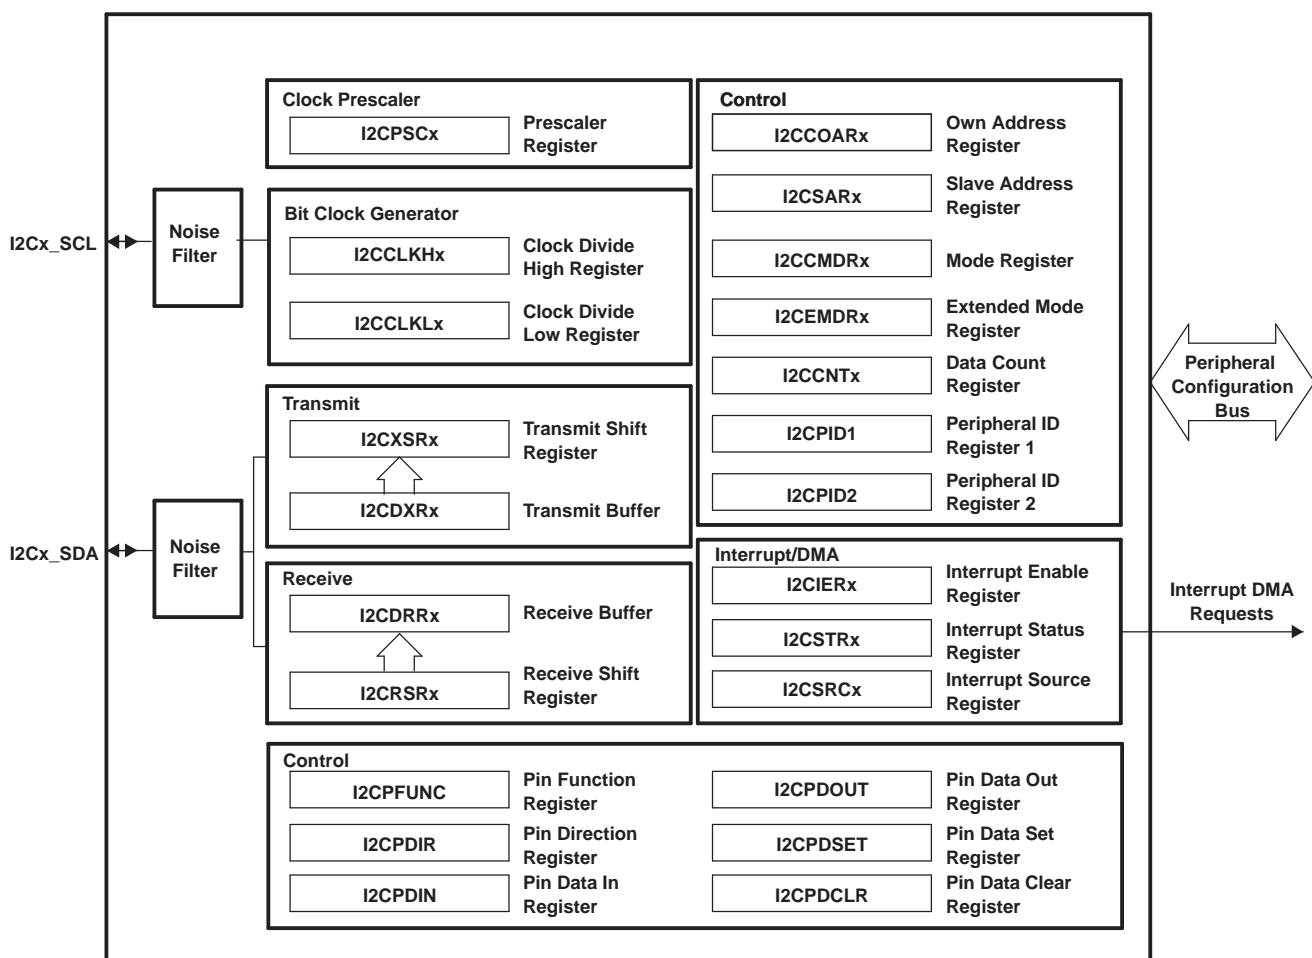 Clock Prescaler
I2CPSCx
Prescaler
Register
Bit Clock Generator
I2CCLKHx
Clock Divide
High Register
I2CCLKLx
Clock Divide
Low Register
I2Cx_SCL
Noise
Filter
Transmit
I2CXSRx
Transmit Shift
Register
I2CDXRx
Transmit Buffer
I2Cx_SDA
Noise
Filter
Receive
I2CDRRx
Receive Buffer
I2CRSRx
Receive Shift
Register
Control
I2CCOARx
Own Address
Register
I2CSARx
Slave Address
Register
I2CCMDRx
Mode Register
I2CEMDRx
Extended Mode
Register
I2CCNTx
Data Count
Register
I2CPID1
Peripheral ID
Register 1
I2CPID2
Peripheral ID
Register 2
Peripheral
Configuration
Bus
Interrupt/DMA
I2CIERx
Interrupt Enable
Register
I2CSTRx
Interrupt Status
Register
I2CSRCx
Interrupt Source
Register
Interrupt DMA
Requests
Control
I2CPFUNC
Pin Function
Register
I2CPDIR
Pin Direction
Register
I2CPDIN
Pin Data In
Register
I2CPDOUT
Pin Data Out
Register
I2CPDSET
Pin Data Set
Register
I2CPDCLR
Pin Data Clear
Register